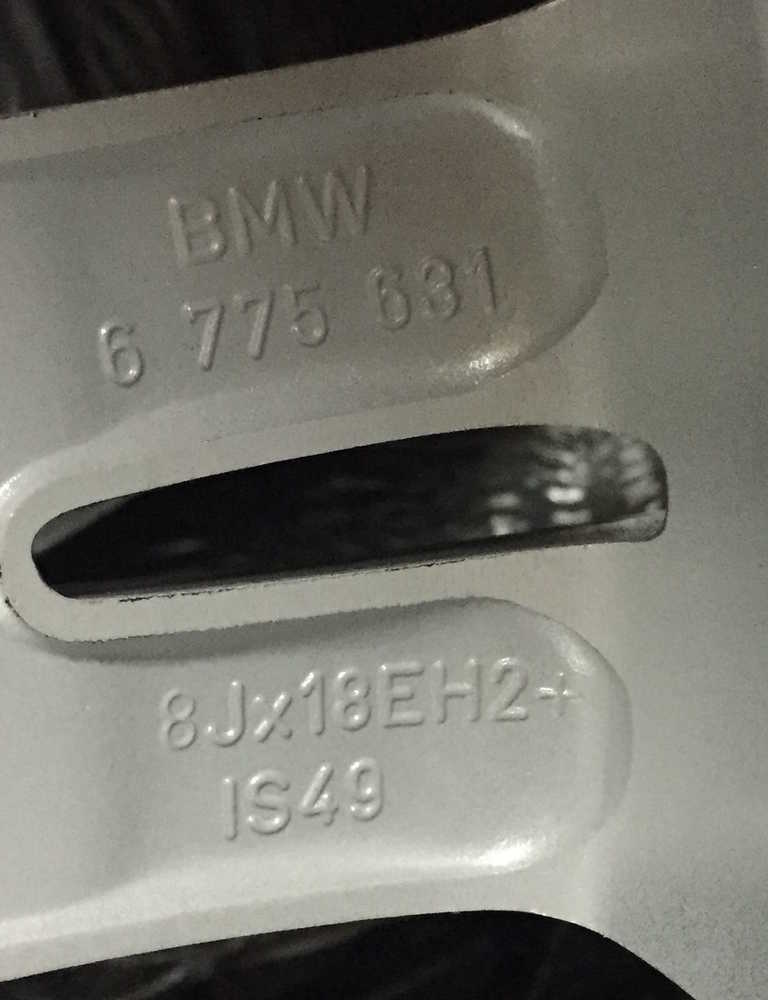 BMW
6 775 631
8Jx18EH2+
IS49